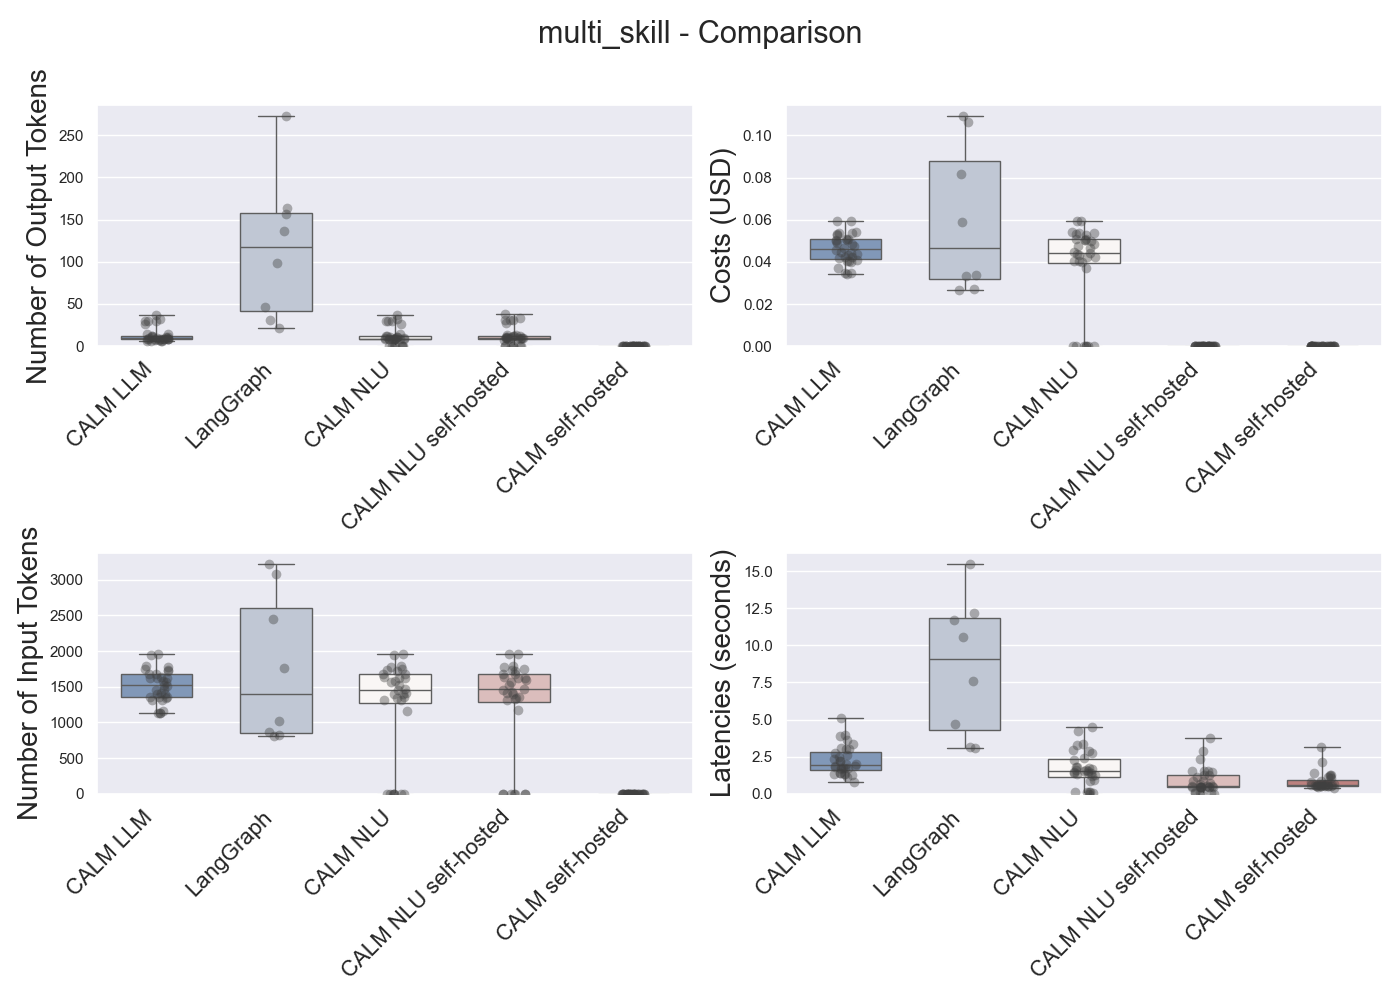 multi_skill - Comparison
Number of Output Tokens
250
200
150
100
50
0
CALM LLM
LangGraph
CALM NLU
CALM NLU self-hosted
CALM self-hosted
Costs (USD)
0.10
0.08
0.06
0.04
0.02
0.00
CALM LLM
LangGraph
CALM NLU
CALM NLU self-hosted
CALM self-hosted
Number of Input Tokens
3000
2500
2000
1500
1000
500
0
CALM LLM
LangGraph
CALM NLU
CALM NLU self-hosted
CALM self-hosted
Latencies (seconds)
15.0
12.5
10.0
7.5
5.0
2.5
0.0
CALM LLM
LangGraph
CALM NLU
CALM NLU self-hosted
CALM self-hosted